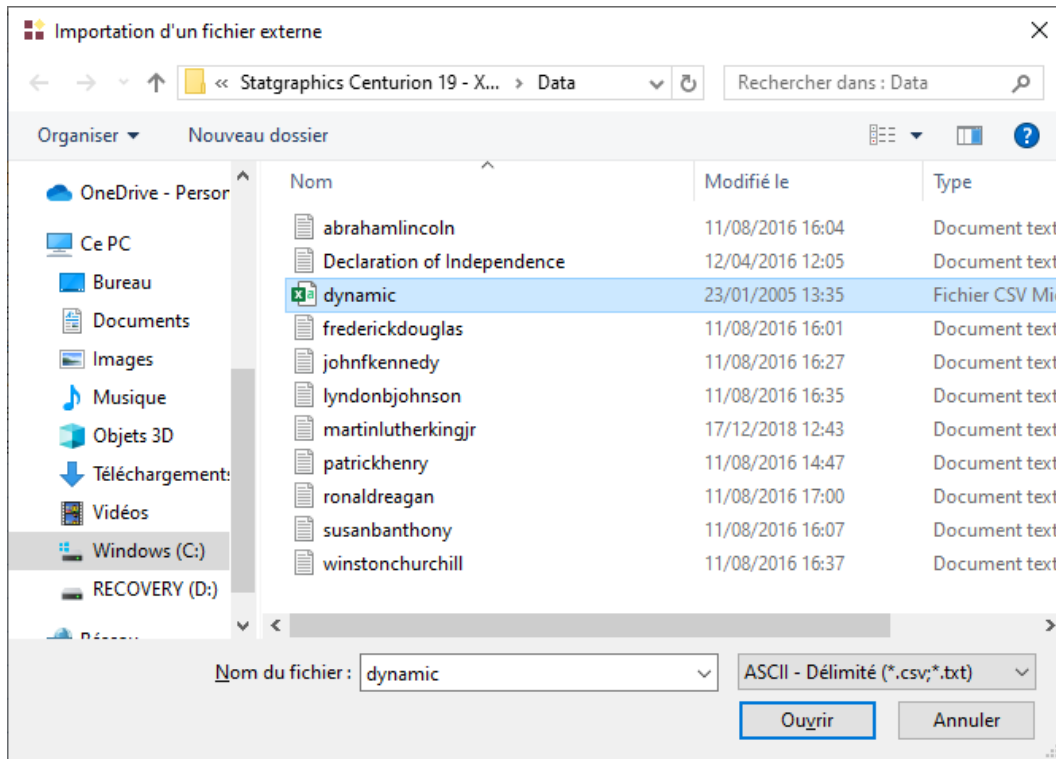 Importation d'un fichier externe
« Statgraphics Centurion 19 - X... › Data
Rechercher dans : Data
Organiser
Nouveau dossier
OneDrive - Person
Ce PC
Bureau
Documents
Images
Musique
Objets 3D
Téléchargements
Vidéos
Windows (C:)
RECOVERY (D:)
Réseau
Nom Modifié le Type
abrahamlincoln 11/08/2016 16:04 Document text
Declaration of Independence 12/04/2016 12:05 Document text
dynamic 23/01/2005 13:35 Fichier CSV Mic
frederickdouglas 11/08/2016 16:01 Document text
johnfkennedy 11/08/2016 16:27 Document text
lyndonbjohnson 11/08/2016 16:35 Document text
martinlutherkingjr 17/12/2018 12:43 Document text
patrickhenry 11/08/2016 14:47 Document text
ronaldreagan 11/08/2016 17:00 Document text
susanbanthony 11/08/2016 16:07 Document text
winstonchurchill 11/08/2016 16:37 Document text
Nom du fichier : dynamic
ASCII - Délimité (*.csv;*.txt)
Ouvrir
Annuler